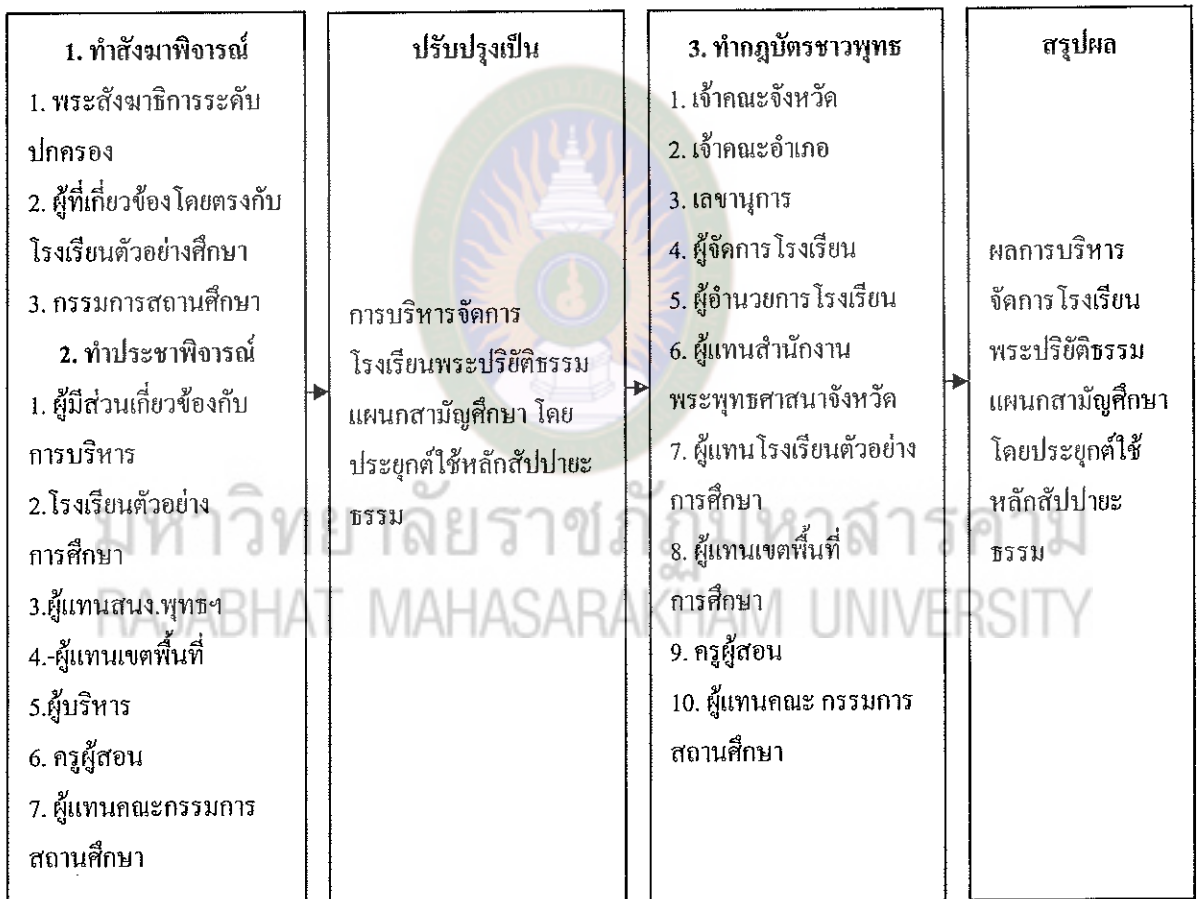 1. ทำสังฆาพิจารณ์
1. พระสังฆาธิการระดับ
ปกครอง
2. ผู้ที่เกี่ยวข้องโดยตรงกับ
โรงเรียนตัวอย่างศึกษา
3. กรรมการสถานศึกษา
2. ทำประชาพิจารณ์
1. ผู้มีส่วนเกี่ยวข้องกับ
การบริหาร
2.โรงเรียนตัวอย่าง
การศึกษา
3.ผู้แทนสนง.พุทธฯ
4.-ผู้แทนเขตพื้นที่
5.ผู้บริหาร
6. ครูผู้สอน
7. ผู้แทนคณะกรรมการ
สถานศึกษา
ปรับปรุงเป็น
การบริหารจัดการ
โรงเรียนพระปริยัติธรรม
แผนกสามัญศึกษา โดย
ประยุกต์ใช้หลักสัปปายะ
ธรรม
3. ทำกฎบัตรชาวพุทธ
1. เจ้าคณะจังหวัด
2. เจ้าคณะอำเภอ
3. เลขานุการ
4. ผู้จัดการโรงเรียน
5. ผู้อำนวยการโรงเรียน
6. ผู้แทนสำนักงาน
พระพุทธศาสนาจังหวัด
7. ผู้แทนโรงเรียนตัวอย่าง
การศึกษา
8. ผู้แทนเขตพื้นที่
การศึกษา
9. ครูผู้สอน
10. ผู้แทนคณะ กรรมการ
สถานศึกษา
สรุปผล
ผลการบริหาร
จัดการโรงเรียน
พระปริยัติธรรม
แผนกสามัญศึกษา
โดยประยุกต์ใช้
หลักสัปปายะ
ธรรม
มหาวิทยาลัยราชภัฏมหาสารคาม
RAJABHAT MAHASARAKHAM UNIVERSITY